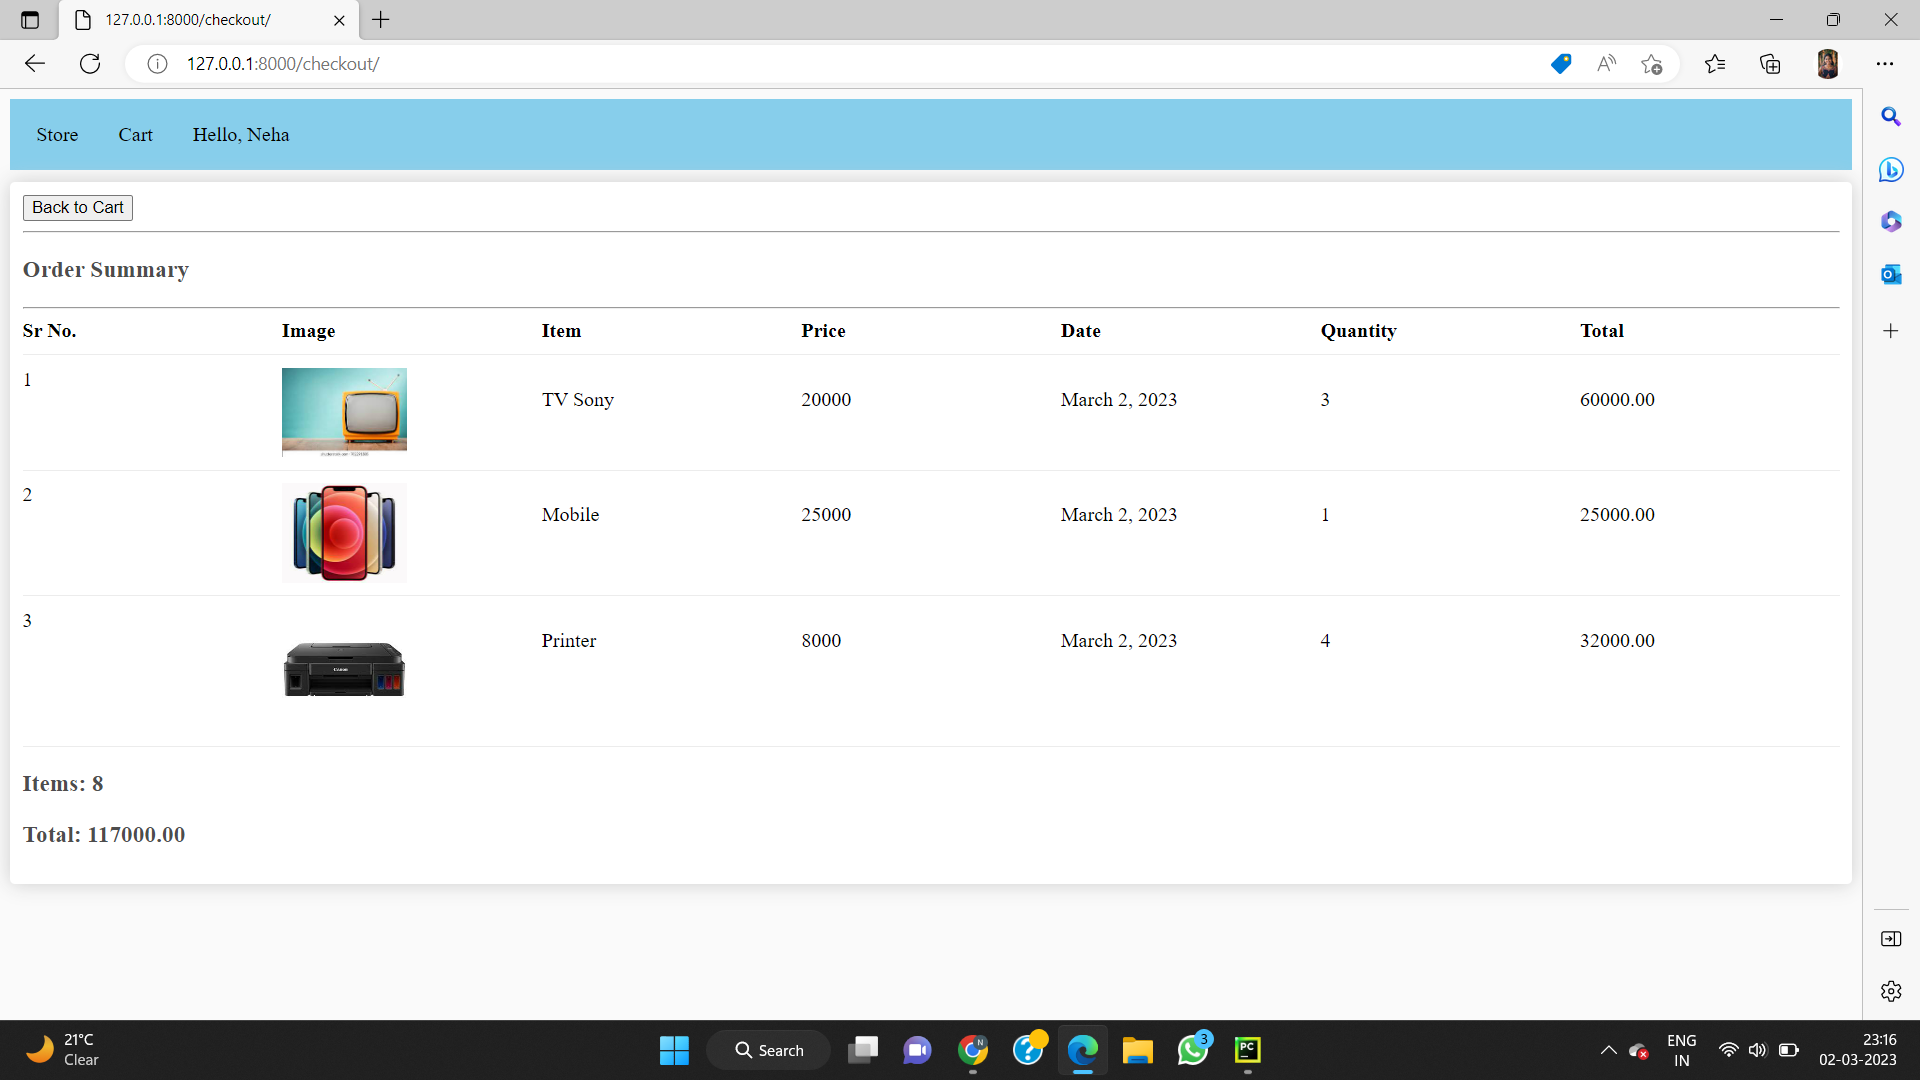 127.0.0.1:8000/checkout/
127.0.0.1:8000/checkout/
Store Cart Hello, Neha
Back to Cart
Order Summary
Sr No. Image Item Price Date Quantity Total
1 TV Sony 20000 March 2, 2023 3 60000.00
2 Mobile 25000 March 2, 2023 1 25000.00
3 Printer 8000 March 2, 2023 4 32000.00
Canon
Items: 8
Total: 117000.00
21°C
Clear
Search
N
3
PC
ENG
IN
23:16
02-03-2023